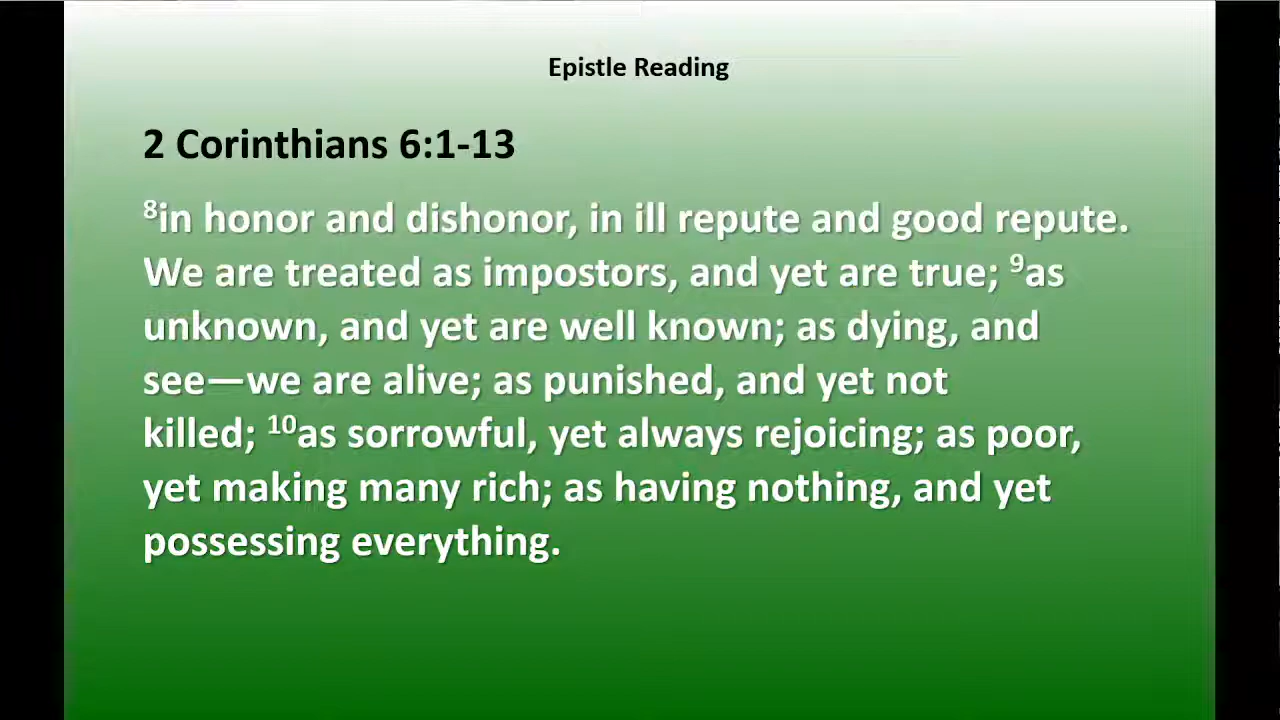 Epistle Reading
2 Corinthians 6:1-13
⁸in honor and dishonor, in ill repute and good repute.
We are treated as impostors, and yet are true; ⁹as
unknown, and yet are well known; as dying, and
see—we are alive; as punished, and yet not
killed; ¹⁰as sorrowful, yet always rejoicing; as poor,
yet making many rich; as having nothing, and yet
possessing everything.